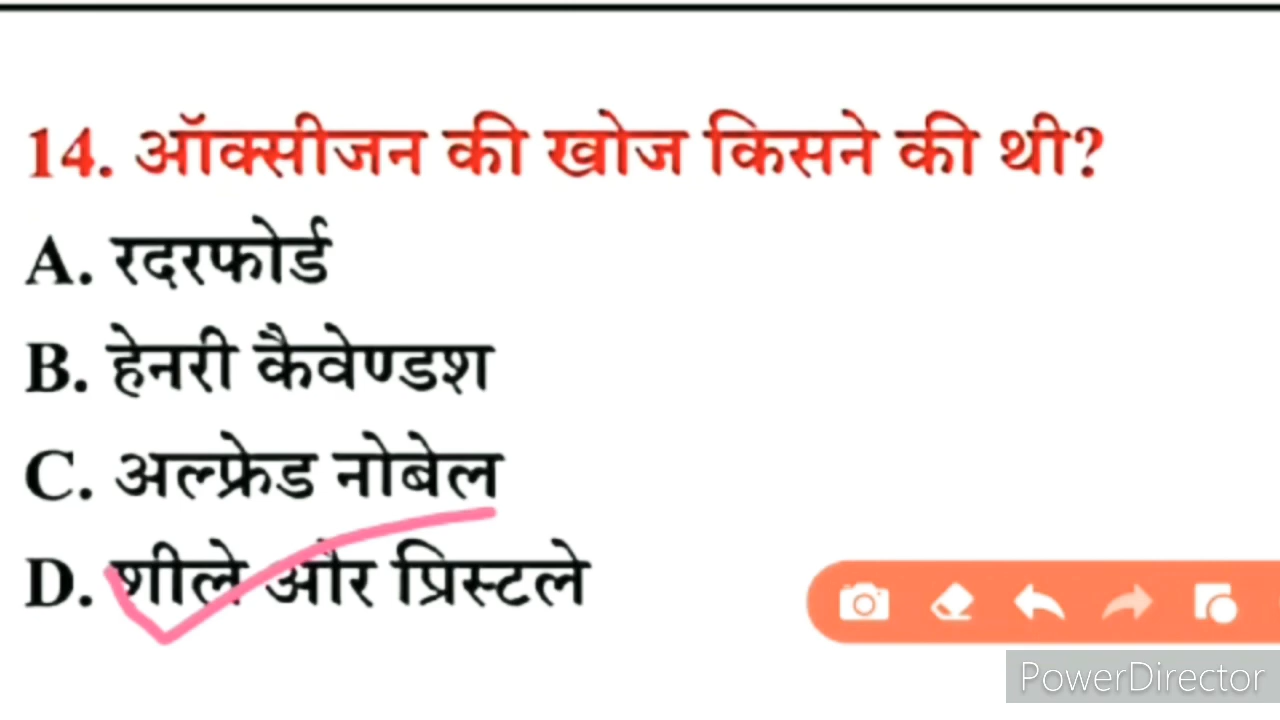 14. ऑक्सीजन की खोज किसने की थी?
A. रदरफोर्ड
B. हेनरी कैवेण्डश
C. अल्फ्रेड नोबेल
D. शीले और प्रिस्टले
PowerDirector